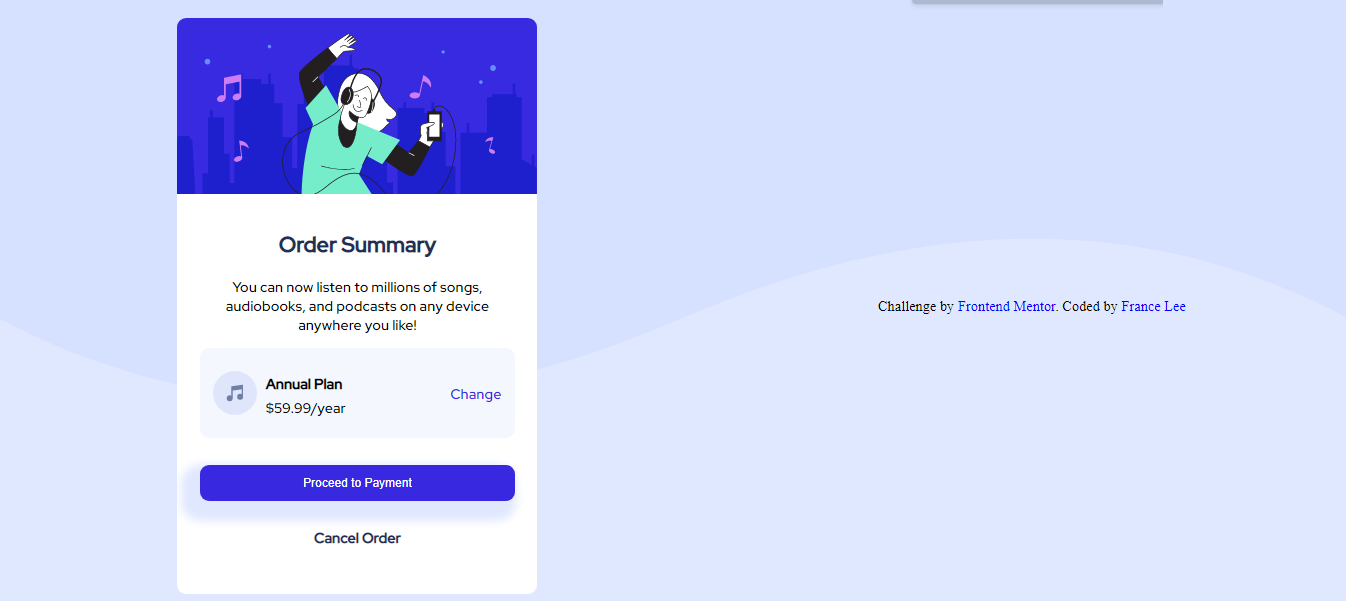 Order Summary
You can now listen to millions of songs,
audiobooks, and podcasts on any device
anywhere you like!
Annual Plan
$59.99/year
Change
Proceed to Payment
Cancel Order
Challenge by Frontend Mentor. Coded by France Lee